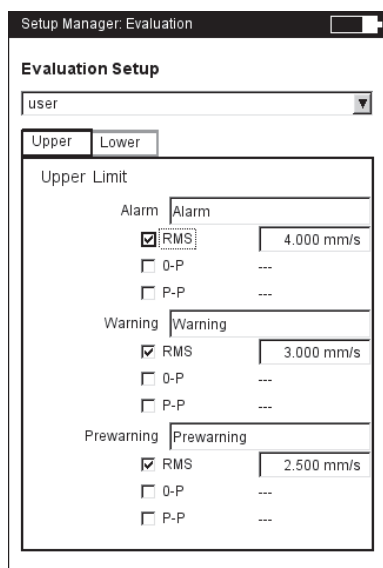 Setup Manager: Evaluation
Evaluation Setup
user
Upper Lower
Upper Limit
Alarm Alarm
RMS 4.000 mm/s
0-P ---
P-P ---
Warning Warning
RMS 3.000 mm/s
0-P ---
P-P ---
Prewarning Prewarning
RMS 2.500 mm/s
0-P ---
P-P ---